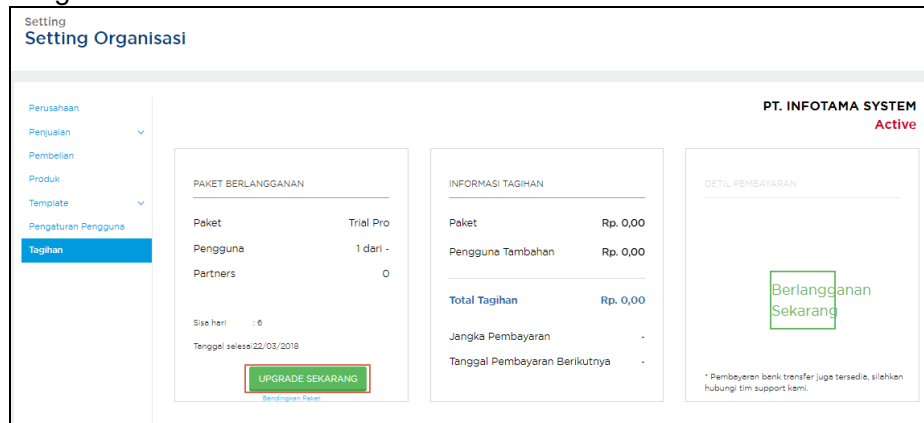 Setting
Setting Organisasi
PT. INFOTAMA SYSTEM
Active
Perusahaan
Penjualan
Pembelian
Produk
Template
Pengaturan Pengguna
Tagihan
PAKET BERLANGGANAN
Paket Trial Pro
Pengguna 1 dari -
Partners 0
Sisa hari : 6
Tanggal selesai22/03/2018
UPGRADE SEKARANG
Bandingkan Paket
INFORMASI TAGIHAN
Paket Rp. 0,00
Pengguna Tambahan Rp. 0,00
Total Tagihan Rp. 0,00
Jangka Pembayaran -
Tanggal Pembayaran Berikutnya -
DETIL PEMBAYARAN
Berlangganan
Sekarang
* Pembayaran bank transfer juga tersedia, silahkan
hubungi tim support kami.